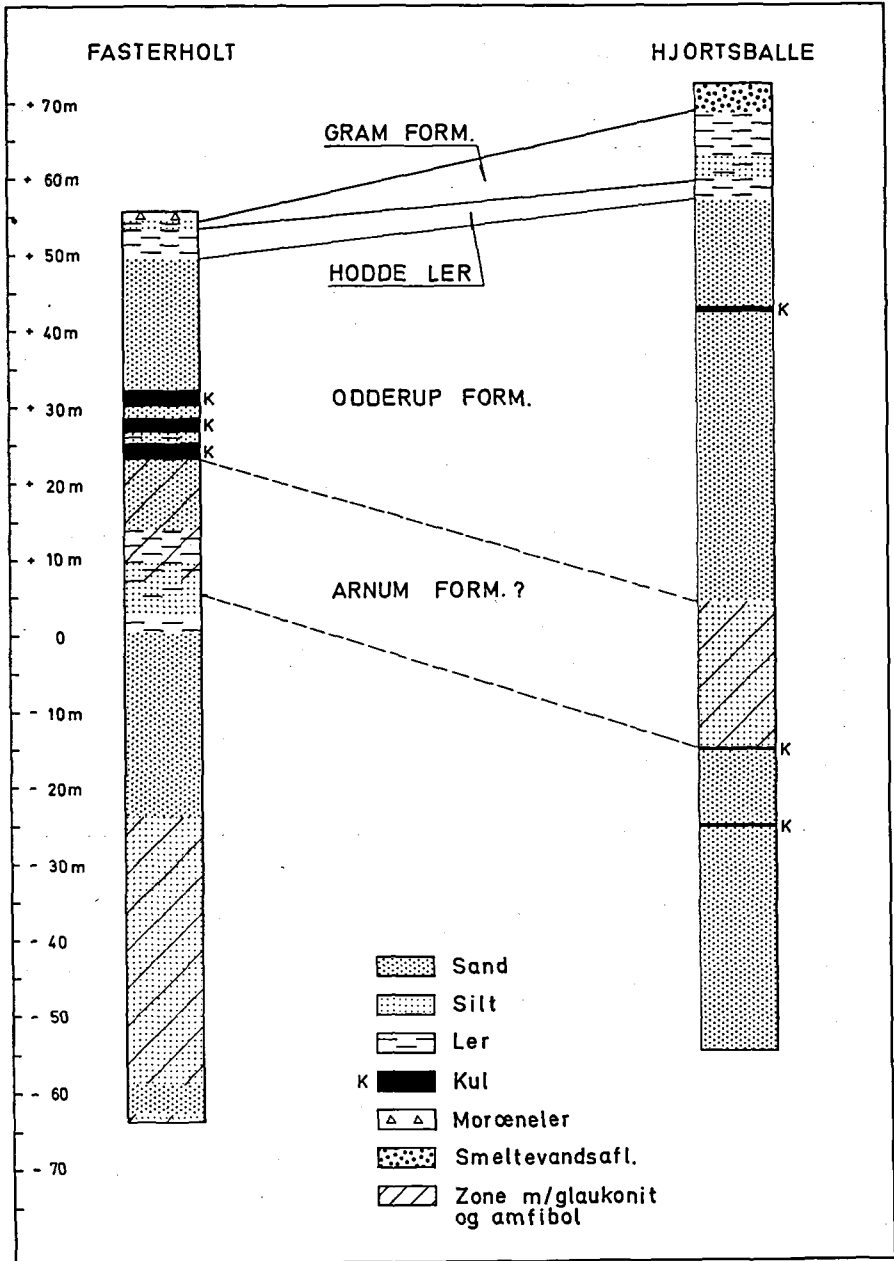 FASTERHOLT
HJORTSBALLE
+ 70m
+ 60m
+ 50m
+ 40m
+ 30m
+ 20m
+ 10m
0
- 10m
- 20m
- 30m
- 40
- 50
- 60
- 70
GRAM FORM.
HODDE LER
ODDERUP FORM.
ARNUM FORM. ?
K
K
K
K
K
K
Sand
Silt
Ler
K Kul
Moræneler
Smeltevandsafl.
Zone m/glaukonit
og amfibol